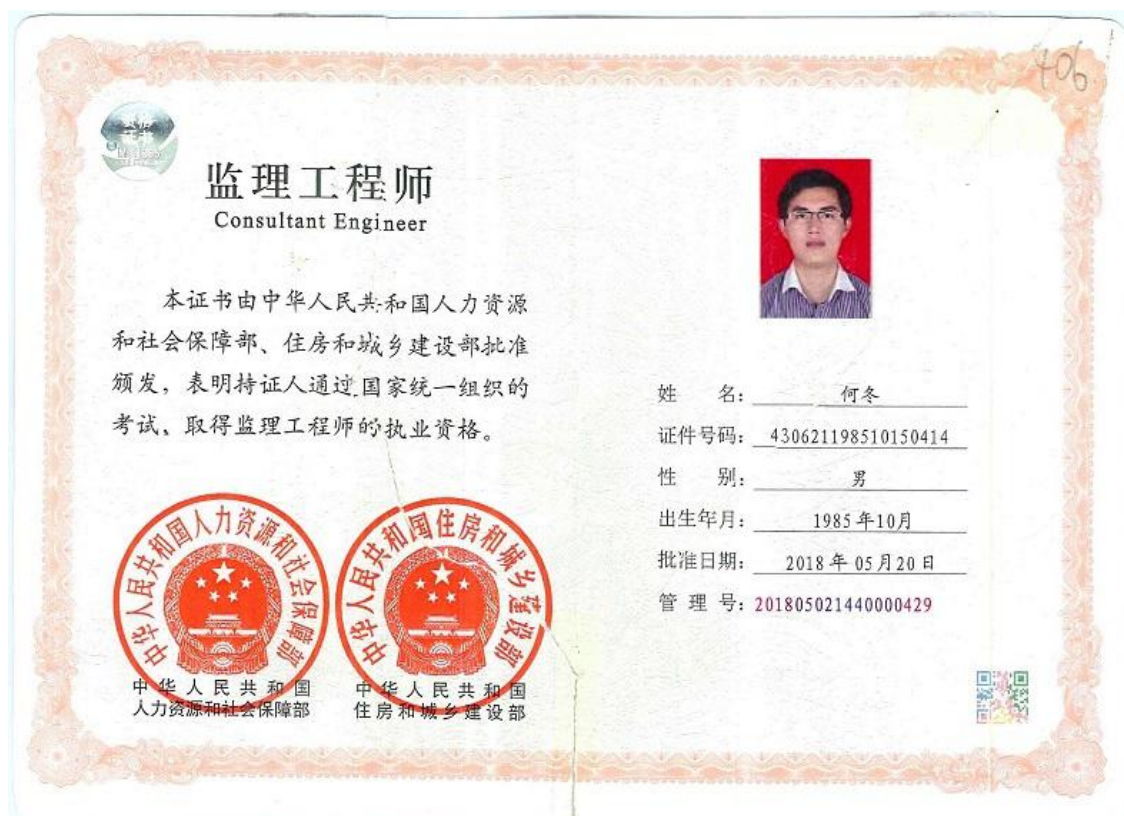 406
监理工程师
Consultant Engineer
本证书由中华人民共和国人力资源
和社会保障部、住房和城乡建设部批准
颁发，表明持证人通过国家统一组织的
考试、取得监理工程师的执业资格。
中华人民共和国人力资源和社会保障部
中华人民共和国住房和城乡建设部
中华人民共和国
人力资源和社会保障部
中华人民共和国
住房和城乡建设部
姓 名： 何冬
证件号码： 430621198510150414
性 别： 男
出生年月： 1985年10月
批准日期： 2018年05月20日
管 理 号：201805021440000429